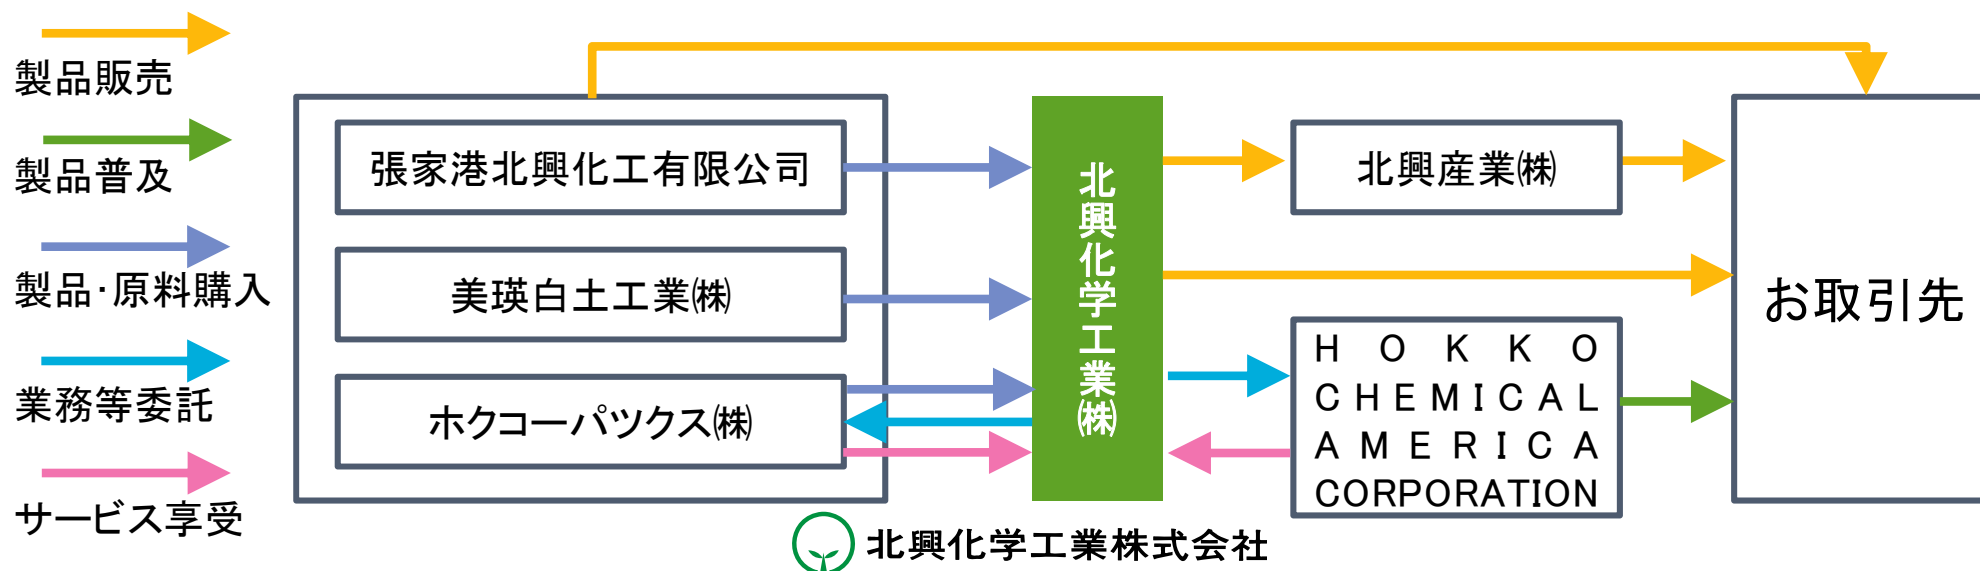 製品販売
製品普及
製品・原料購入
業務等委託
サービス享受
張家港北興化工有限公司
美瑛白土工業㈱
ホクコーパツクス㈱
北興化学工業㈱
北興産業㈱
HOKKO
CHEMICAL
AMERICA
CORPORATION
お取引先
北興化学工業株式会社